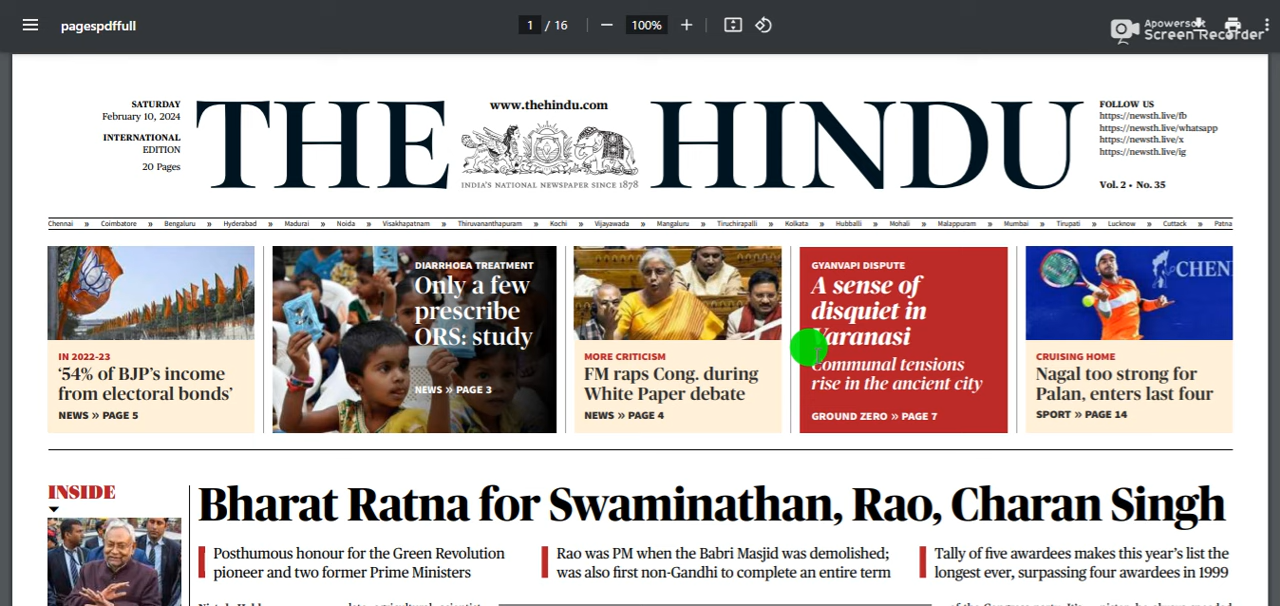 pagespdffull
1 / 16
100%
Apowersoft
Screen Recorder
SATURDAY
February 10, 2024
INTERNATIONAL
EDITION
20 Pages
THE HINDU
www.thehindu.com
INDIA'S NATIONAL NEWSPAPER SINCE 1878
FOLLOW US
https://newsth.live/fb
https://newsth.live/whatsapp
https://newsth.live/x
https://newsth.live/ig
Vol. 2 • No. 35
Chennai » Coimbatore » Bengaluru » Hyderabad » Madurai » Noida » Visakhapatnam » Thiruvananthapuram » Kochi » Vijayawada » Mangaluru » Tiruchirapalli » Kolkata » Hubballi » Mohali » Malappuram » Mumbai » Tirupati » Lucknow » Cuttack » Patna
IN 2022-23
‘54% of BJP’s income
from electoral bonds’
NEWS » PAGE 5
DIARRHOEA TREATMENT
Only a few
prescribe
ORS: study
NEWS » PAGE 3
MORE CRITICISM
FM raps Cong. during
White Paper debate
NEWS » PAGE 4
GYANVAPI DISPUTE
A sense of
disquiet in
Varanasi
Communal tensions
rise in the ancient city
GROUND ZERO » PAGE 7
CHEN
CRUISING HOME
Nagal too strong for
Palan, enters last four
SPORT » PAGE 14
INSIDE
Bharat Ratna for Swaminathan, Rao, Charan Singh
Posthumous honour for the Green Revolution
pioneer and two former Prime Ministers
Rao was PM when the Babri Masjid was demolished;
was also first non-Gandhi to complete an entire term
Tally of five awardees makes this year’s list the
longest ever, surpassing four awardees in 1999